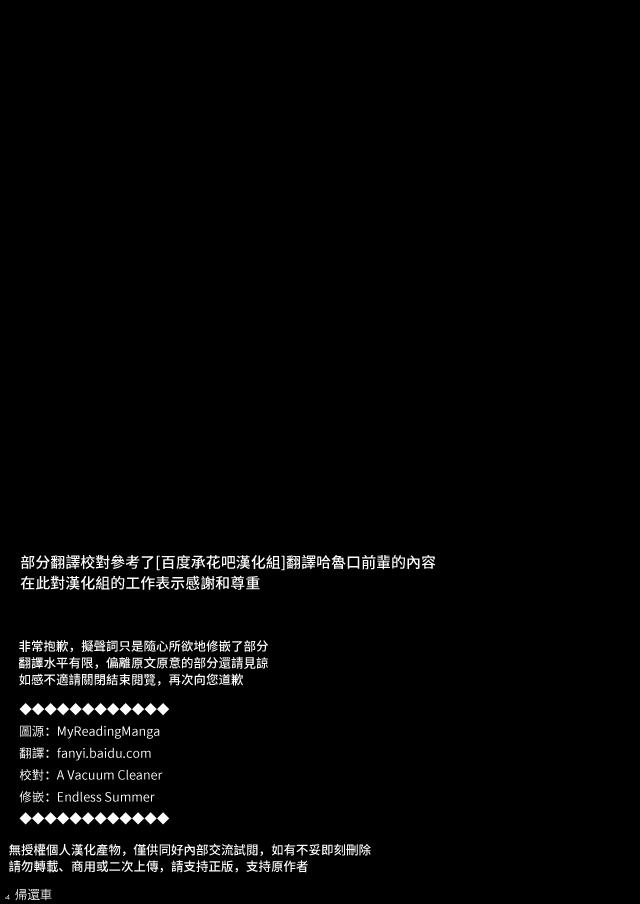 部分翻譯校對參考了[百度承花吧漢化組]翻譯哈魯口前輩的內容
在此對漢化組的工作表示感謝和尊重
非常抱歉，擬聲詞只是隨心所欲地修嵌了部分
翻譯水平有限，偏離原文原意的部分還請見諒
如感不適請關閉結束閱覽，再次向您道歉
◆◆◆◆◆◆◆◆◆◆◆◆
圖源：MyReadingManga
翻譯：fanyi.baidu.com
校對：A Vacuum Cleaner
修嵌：Endless Summer
◆◆◆◆◆◆◆◆◆◆◆◆
無授權個人漢化產物，僅供同好內部交流試閱，如有不妥即刻刪除
請勿轉載、商用或二次上傳，請支持正版，支持原作者
4 帰還車